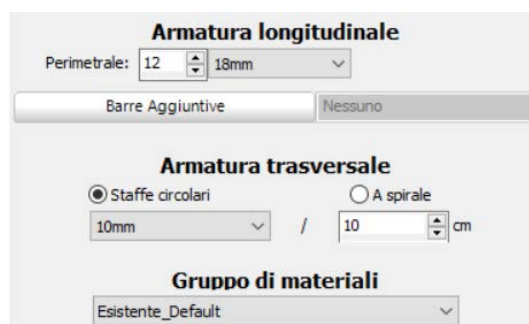 Armatura longitudinale
Perimetrale: 12 18mm
Barre Aggiuntive Nessuno
Armatura trasversale
Staffe circolari A spirale
10mm / 10 cm
Gruppo di materiali
Esistente_Default